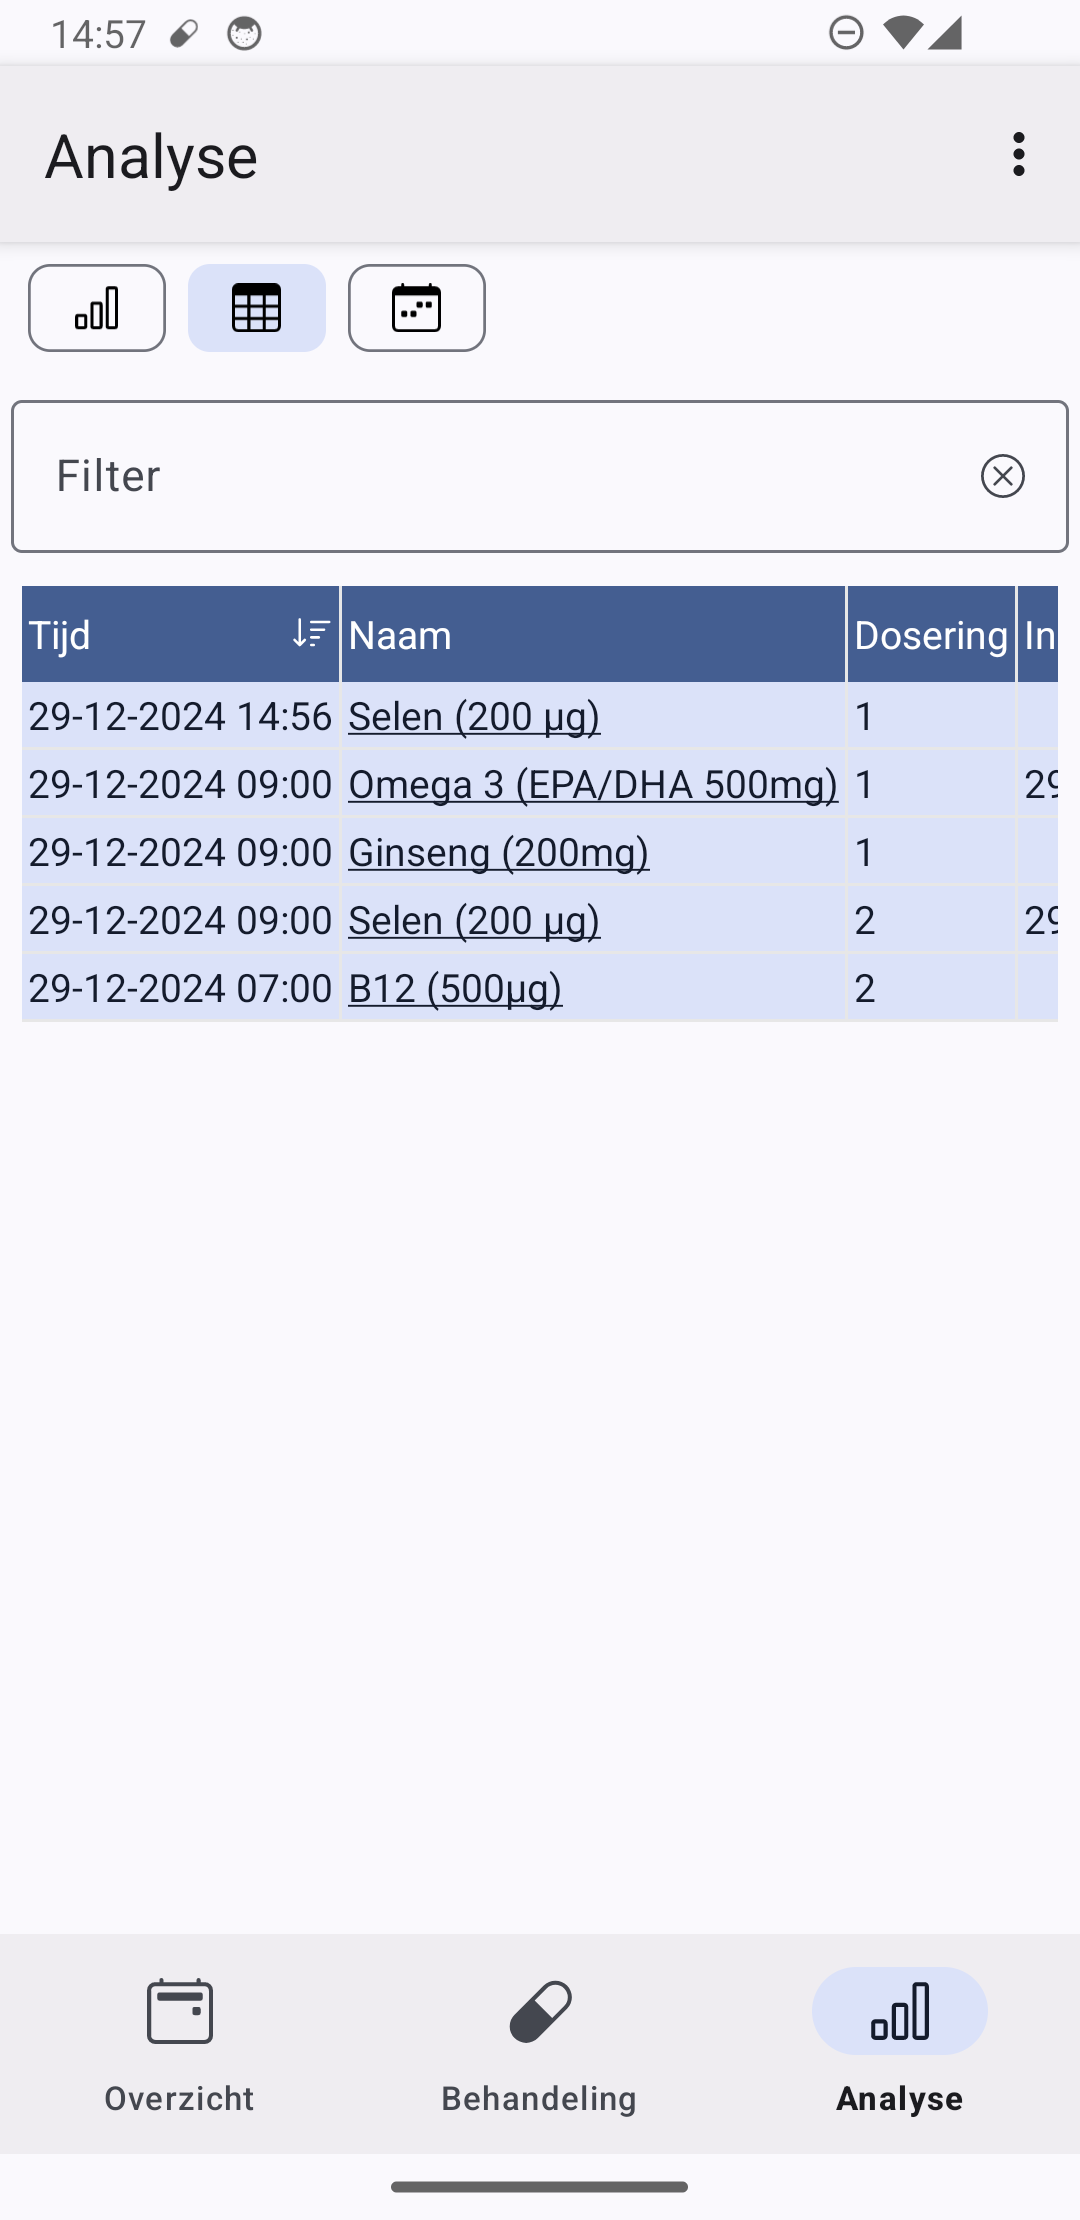 14:57
Analyse
Filter
Tijd Naam Dosering In
29-12-2024 14:56 Selen (200 µg) 1
29-12-2024 09:00 Omega 3 (EPA/DHA 500mg) 1 29
29-12-2024 09:00 Ginseng (200mg) 1
29-12-2024 09:00 Selen (200 µg) 2 29
29-12-2024 07:00 B12 (500µg) 2
Overzicht Behandeling Analyse